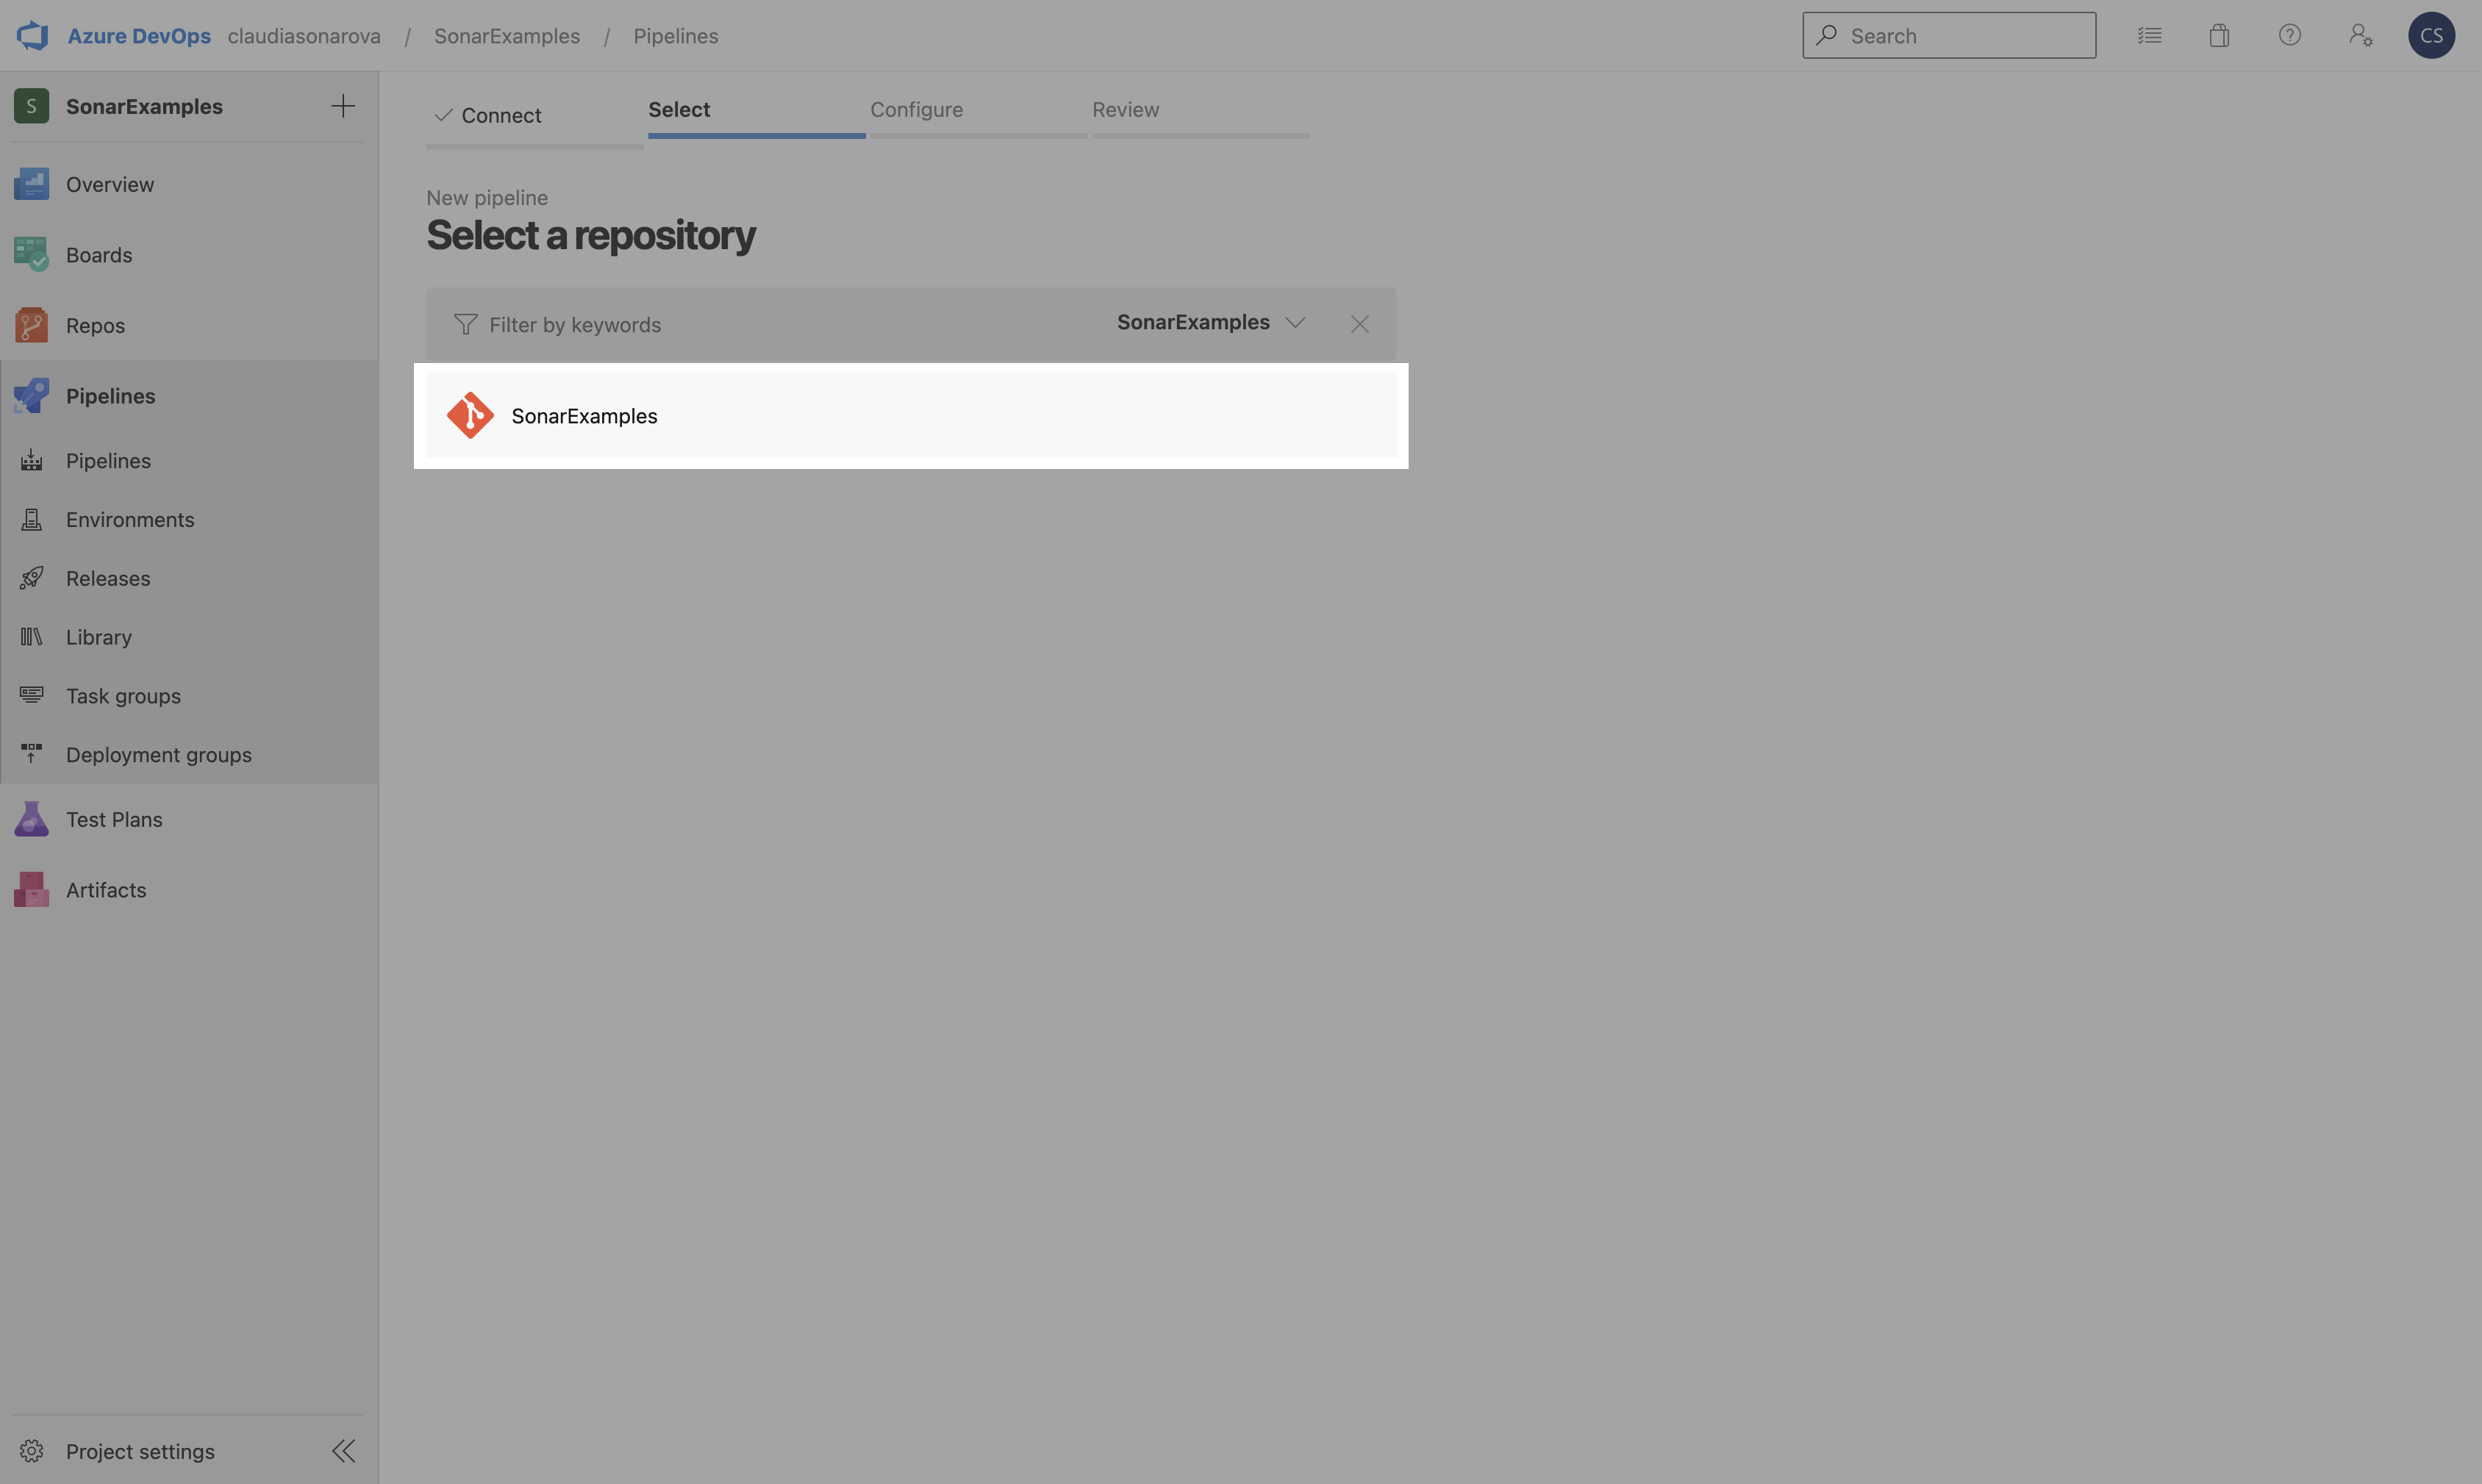 Azure DevOps claudiasonarova / SonarExamples / Pipelines Search CS
S SonarExamples
Overview
Boards
Repos
Pipelines
Pipelines
Environments
Releases
Library
Task groups
Deployment groups
Test Plans
Artifacts
Project settings
Connect Select Configure Review
New pipeline
Select a repository
Filter by keywords SonarExamples
SonarExamples